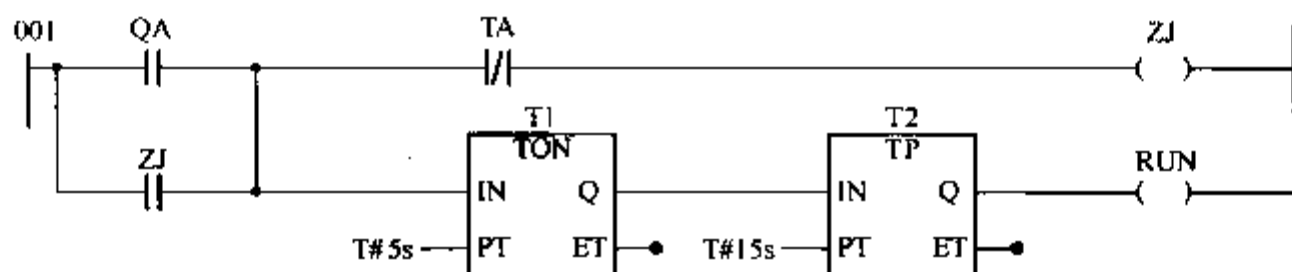 001 QA TA ZJ
T1 T2
TON TP
ZJ RUN
IN Q IN Q
T#5s PT ET T#15s PT ET